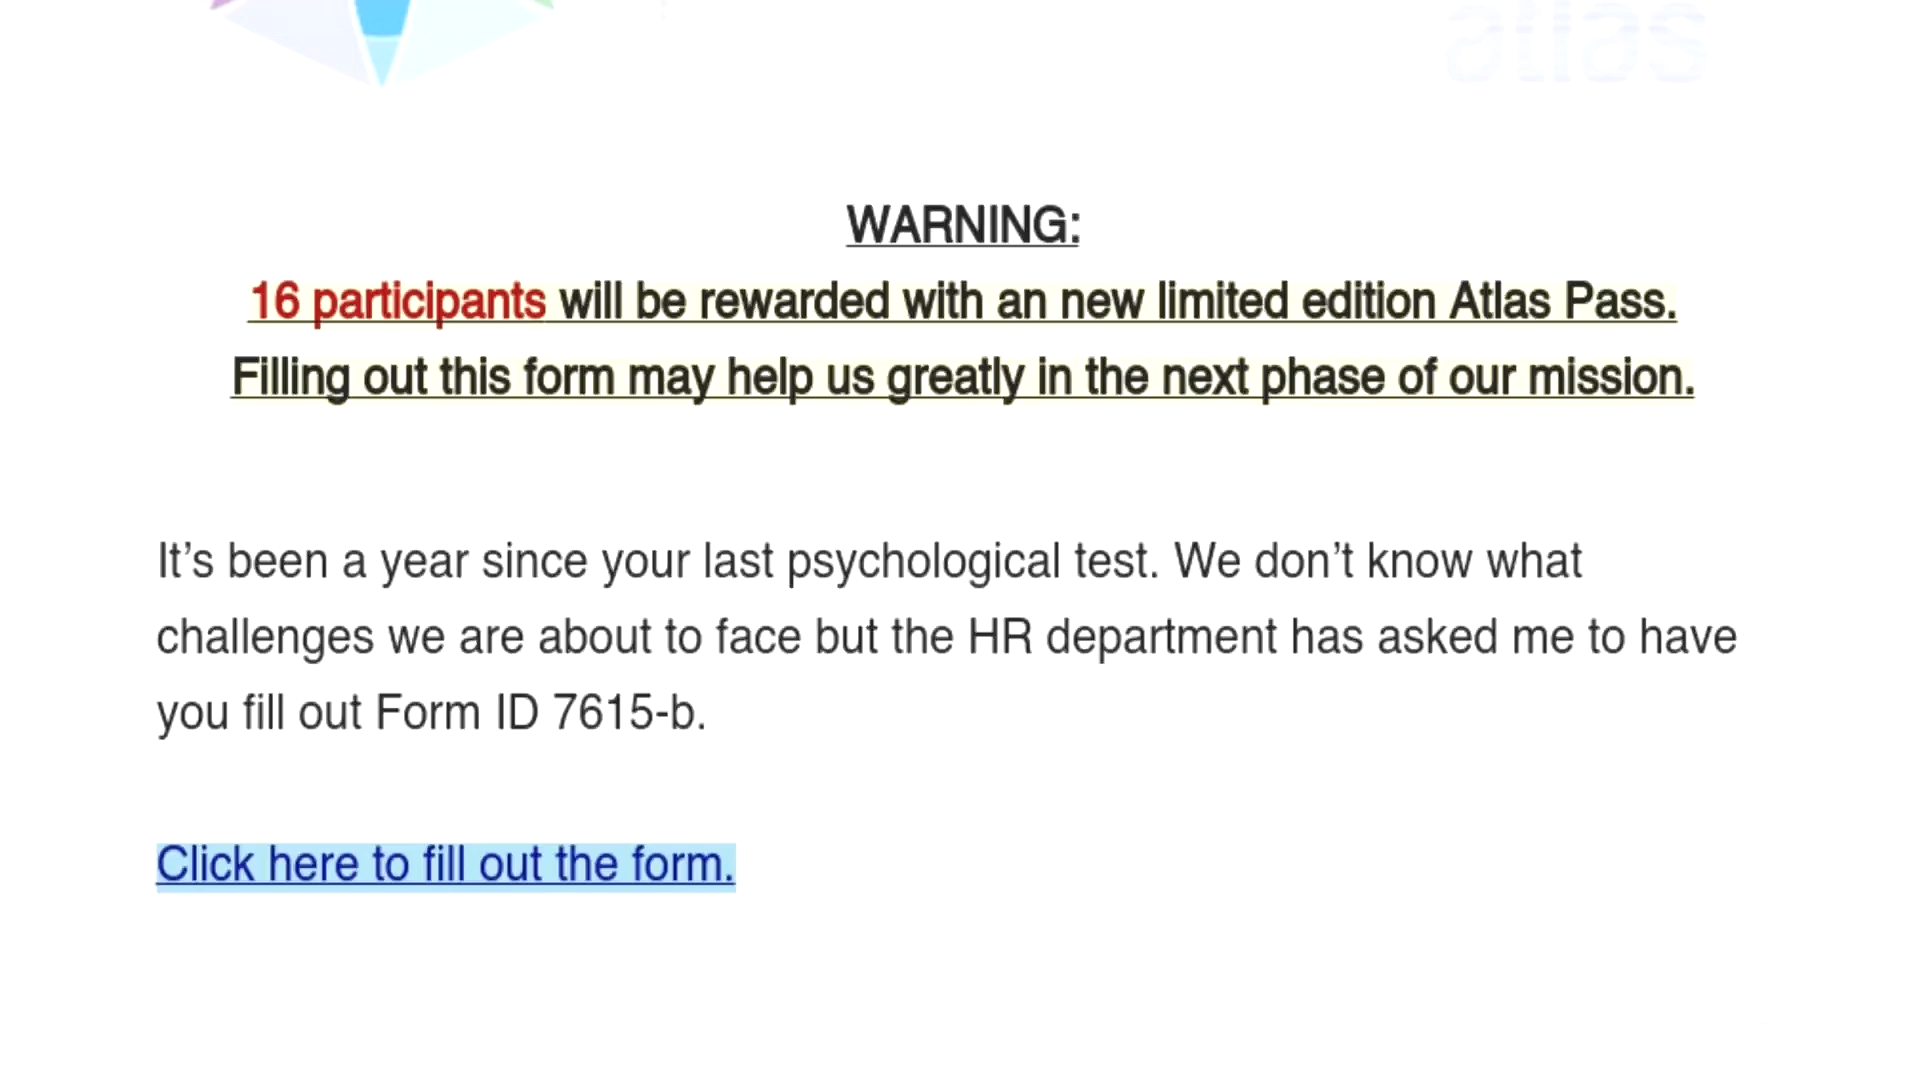 atlas
WARNING:
16 participants will be rewarded with an new limited edition Atlas Pass.
Filling out this form may help us greatly in the next phase of our mission.
It’s been a year since your last psychological test. We don’t know what
challenges we are about to face but the HR department has asked me to have
you fill out Form ID 7615-b.
Click here to fill out the form.